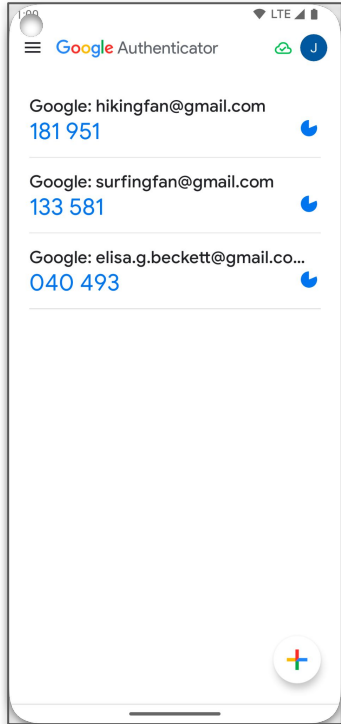 LTE
Google Authenticator
J
Google: hikingfan@gmail.com
181 951
Google: surfingfan@gmail.com
133 581
Google: elisa.g.beckett@gmail.co...
040 493